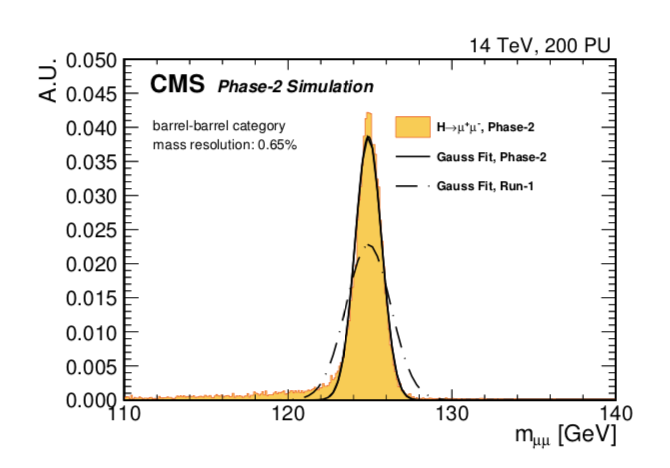 14 TeV, 200 PU
A.U.
CMS Phase-2 Simulation
barrel-barrel category
mass resolution: 0.65%
H→μ⁺μ⁻, Phase-2
Gauss Fit, Phase-2
Gauss Fit, Run-1
0.050
0.045
0.040
0.035
0.030
0.025
0.020
0.015
0.010
0.005
0.000
110 120 130 140
m_μμ [GeV]